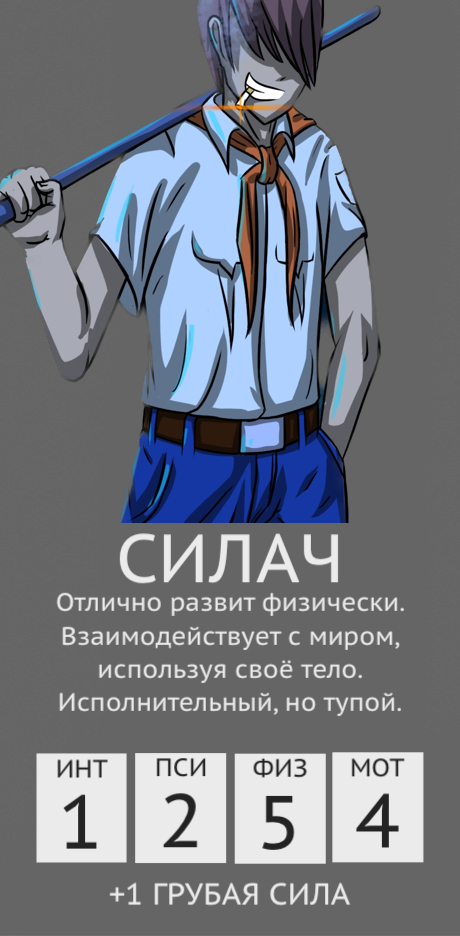 СИЛАЧ
Отлично развит физически.
Взаимодействует с миром,
используя своё тело.
Исполнительный, но тупой.
ИНТ ПСИ ФИЗ МОТ
1 2 5 4
+1 ГРУБАЯ СИЛА